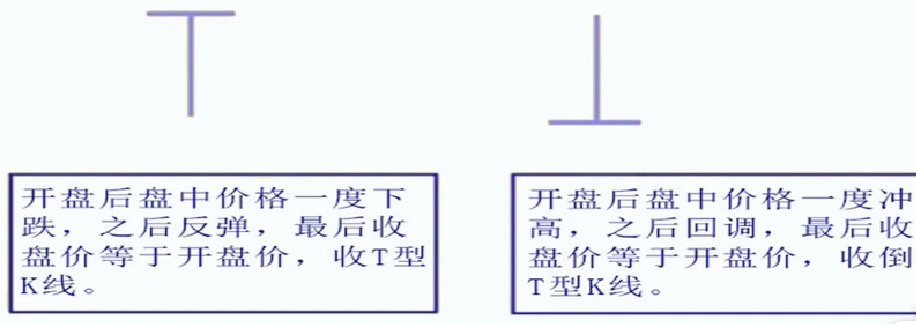 开盘后盘中价格一度下
跌，之后反弹，最后收
盘价等于开盘价，收T型
K线。
开盘后盘中价格一度冲
高，之后回调，最后收
盘价等于开盘价，收倒
T型K线。